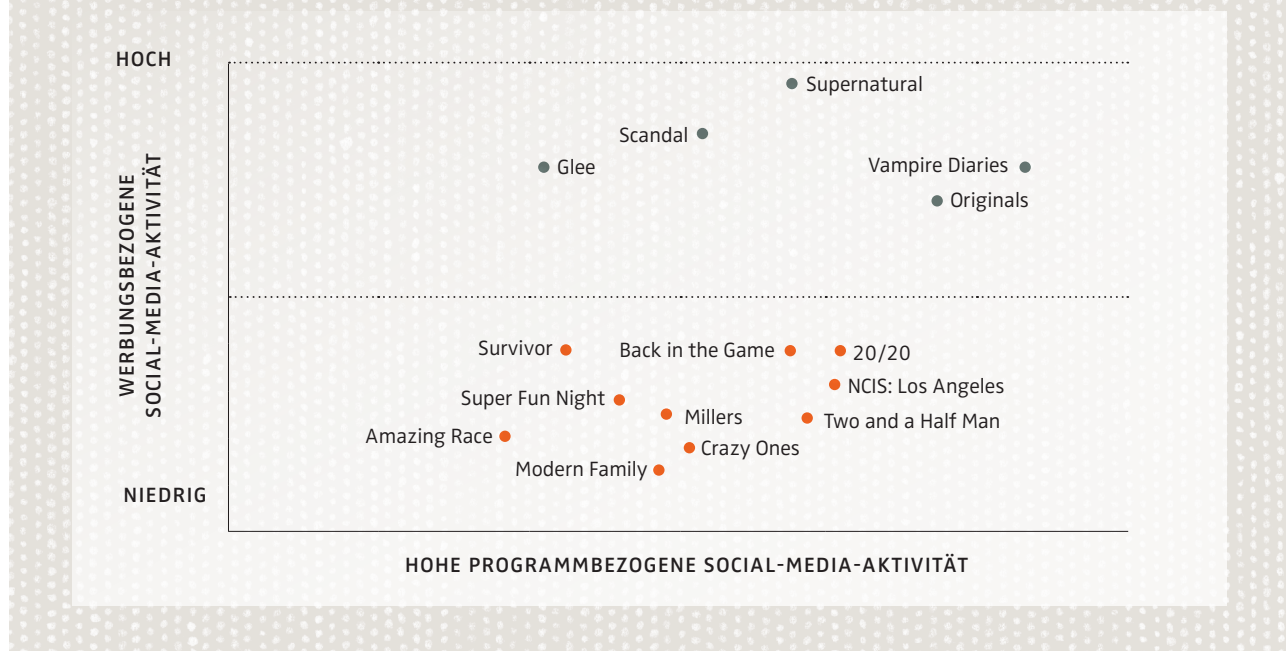 HOCH
Supernatural
Scandal
Glee
Vampire Diaries
Originals
WERBUNGSBEZOGENE
SOCIAL-MEDIA-AKTIVITÄT
Survivor
Back in the Game
20/20
NCIS: Los Angeles
Super Fun Night
Millers
Two and a Half Man
Amazing Race
Crazy Ones
Modern Family
NIEDRIG
HOHE PROGRAMMBEZOGENE SOCIAL-MEDIA-AKTIVITÄT